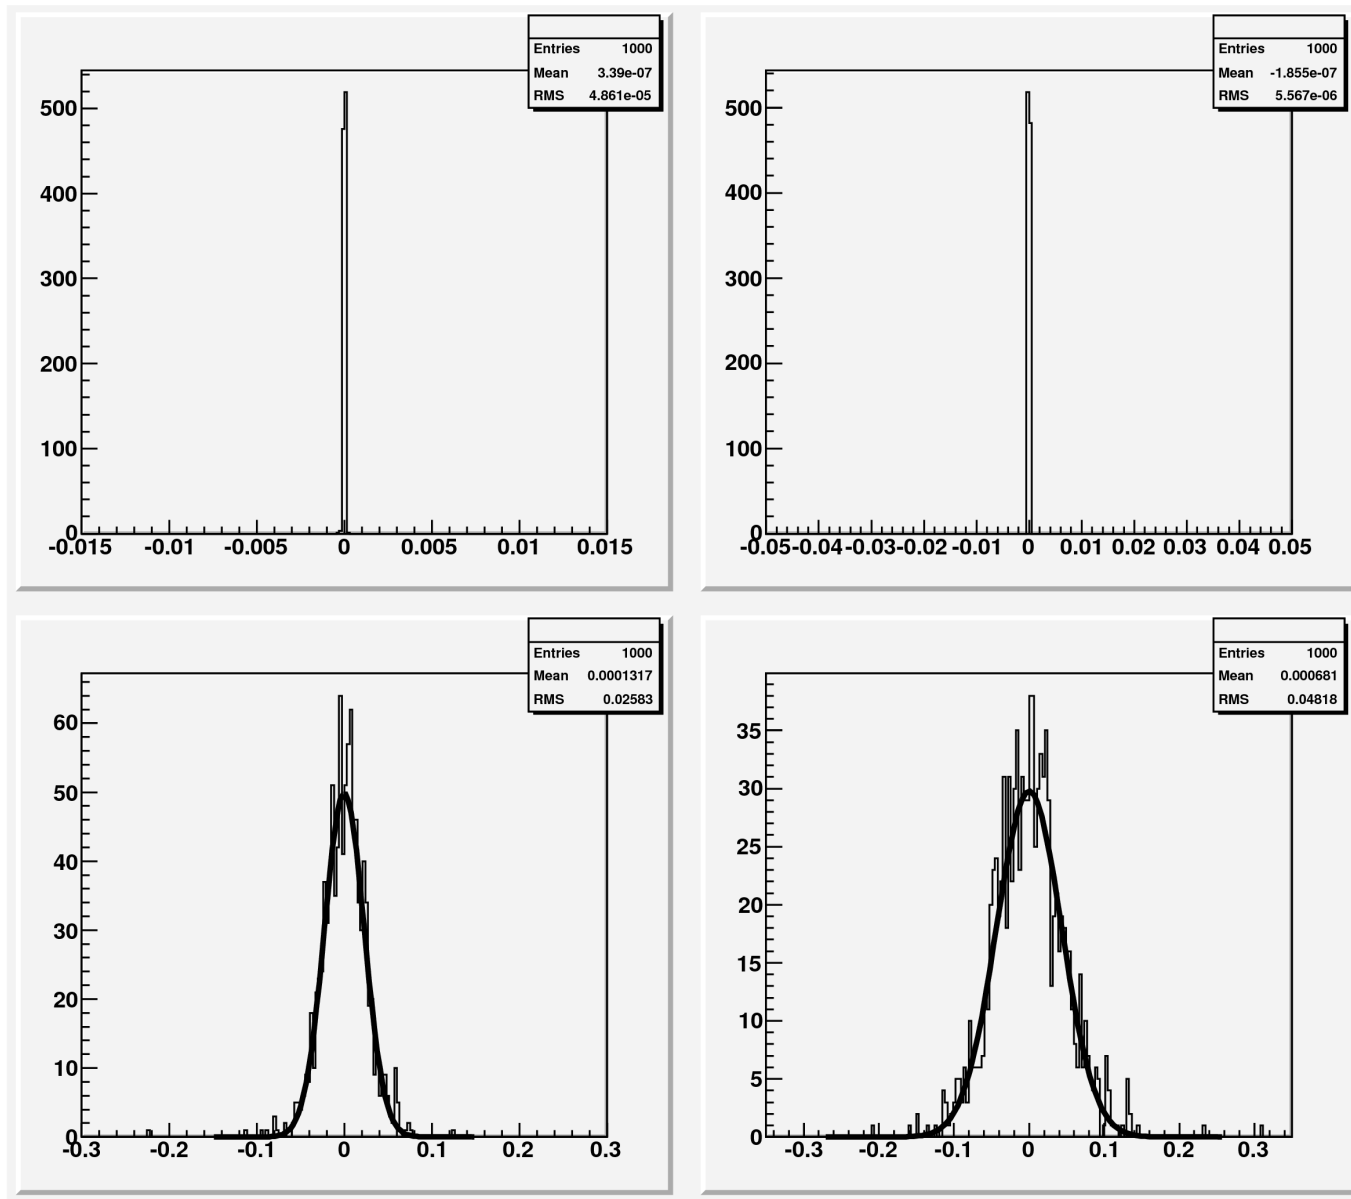 Entries 1000
Mean 3.39e-07
RMS 4.861e-05
500
400
300
200
100
0
-0.015 -0.01 -0.005 0 0.005 0.01 0.015
Entries 1000
Mean -1.855e-07
RMS 5.567e-06
500
400
300
200
100
0
-0.05 -0.04 -0.03 -0.02 -0.01 0 0.01 0.02 0.03 0.04 0.05
Entries 1000
Mean 0.0001317
RMS 0.02583
60
50
40
30
20
10
0
-0.3 -0.2 -0.1 0 0.1 0.2 0.3
Entries 1000
Mean 0.000681
RMS 0.04818
35
30
25
20
15
10
5
0
-0.3 -0.2 -0.1 0 0.1 0.2 0.3